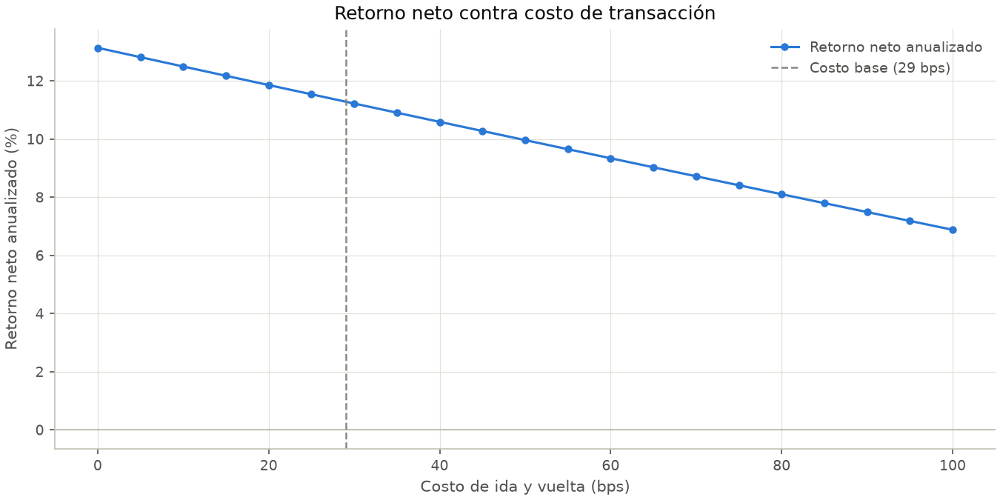 Retorno neto contra costo de transacción
Retorno neto anualizado
Costo base (29 bps)
Retorno neto anualizado (%)
12
10
8
6
4
2
0
0 20 40 60 80 100
Costo de ida y vuelta (bps)